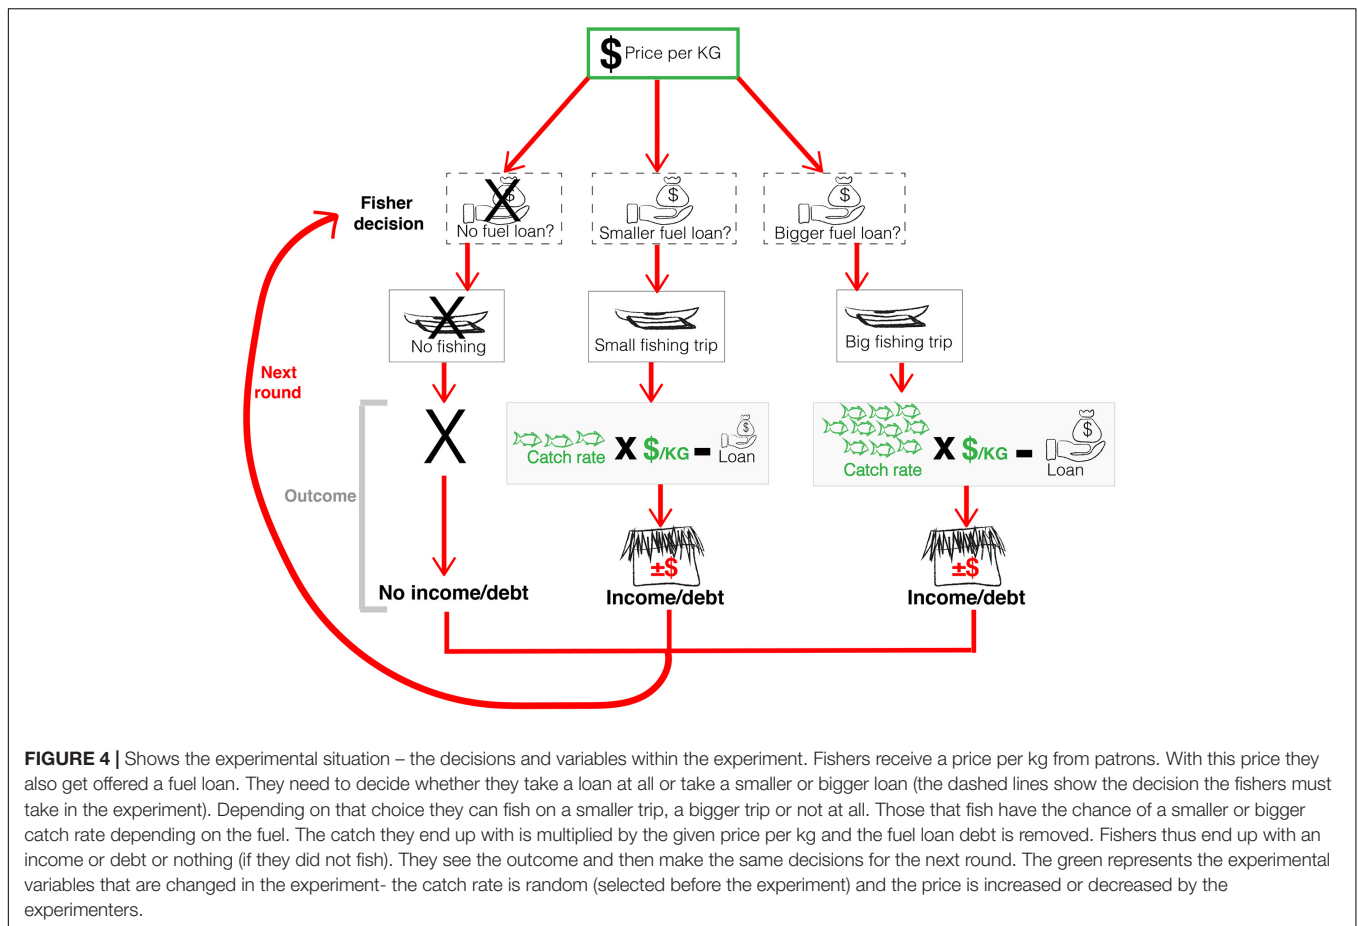 $ Price per KG
Fisher
decision
$
No fuel loan?
$
Smaller fuel loan?
$
Bigger fuel loan?
No fishing
Small fishing trip
Big fishing trip
Next
round
Outcome
X
Catch rate
X $/KG -
$
Loan
Catch rate
X $/KG -
$
Loan
±$
±$
No income/debt
Income/debt
Income/debt
FIGURE 4 | Shows the experimental situation – the decisions and variables within the experiment. Fishers receive a price per kg from patrons. With this price they
also get offered a fuel loan. They need to decide whether they take a loan at all or take a smaller or bigger loan (the dashed lines show the decision the fishers must
take in the experiment). Depending on that choice they can fish on a smaller trip, a bigger trip or not at all. Those that fish have the chance of a smaller or bigger
catch rate depending on the fuel. The catch they end up with is multiplied by the given price per kg and the fuel loan debt is removed. Fishers thus end up with an
income or debt or nothing (if they did not fish). They see the outcome and then make the same decisions for the next round. The green represents the experimental
variables that are changed in the experiment- the catch rate is random (selected before the experiment) and the price is increased or decreased by the
experimenters.